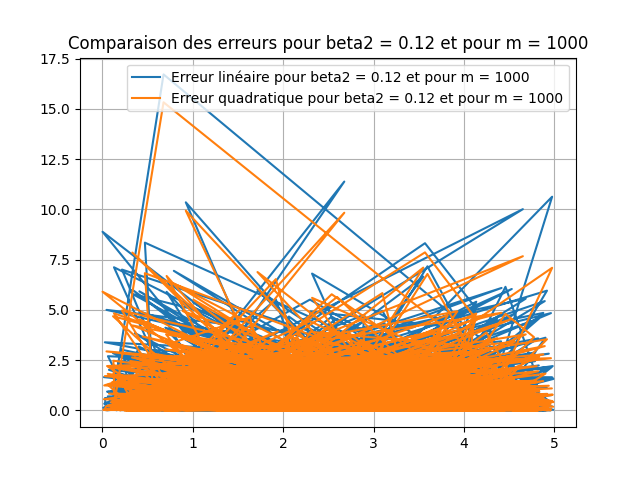 Comparaison des erreurs pour beta2 = 0.12 et pour m = 1000
Erreur linéaire pour beta2 = 0.12 et pour m = 1000
Erreur quadratique pour beta2 = 0.12 et pour m = 1000
17.5
15.0
12.5
10.0
7.5
5.0
2.5
0.0
0 1 2 3 4 5